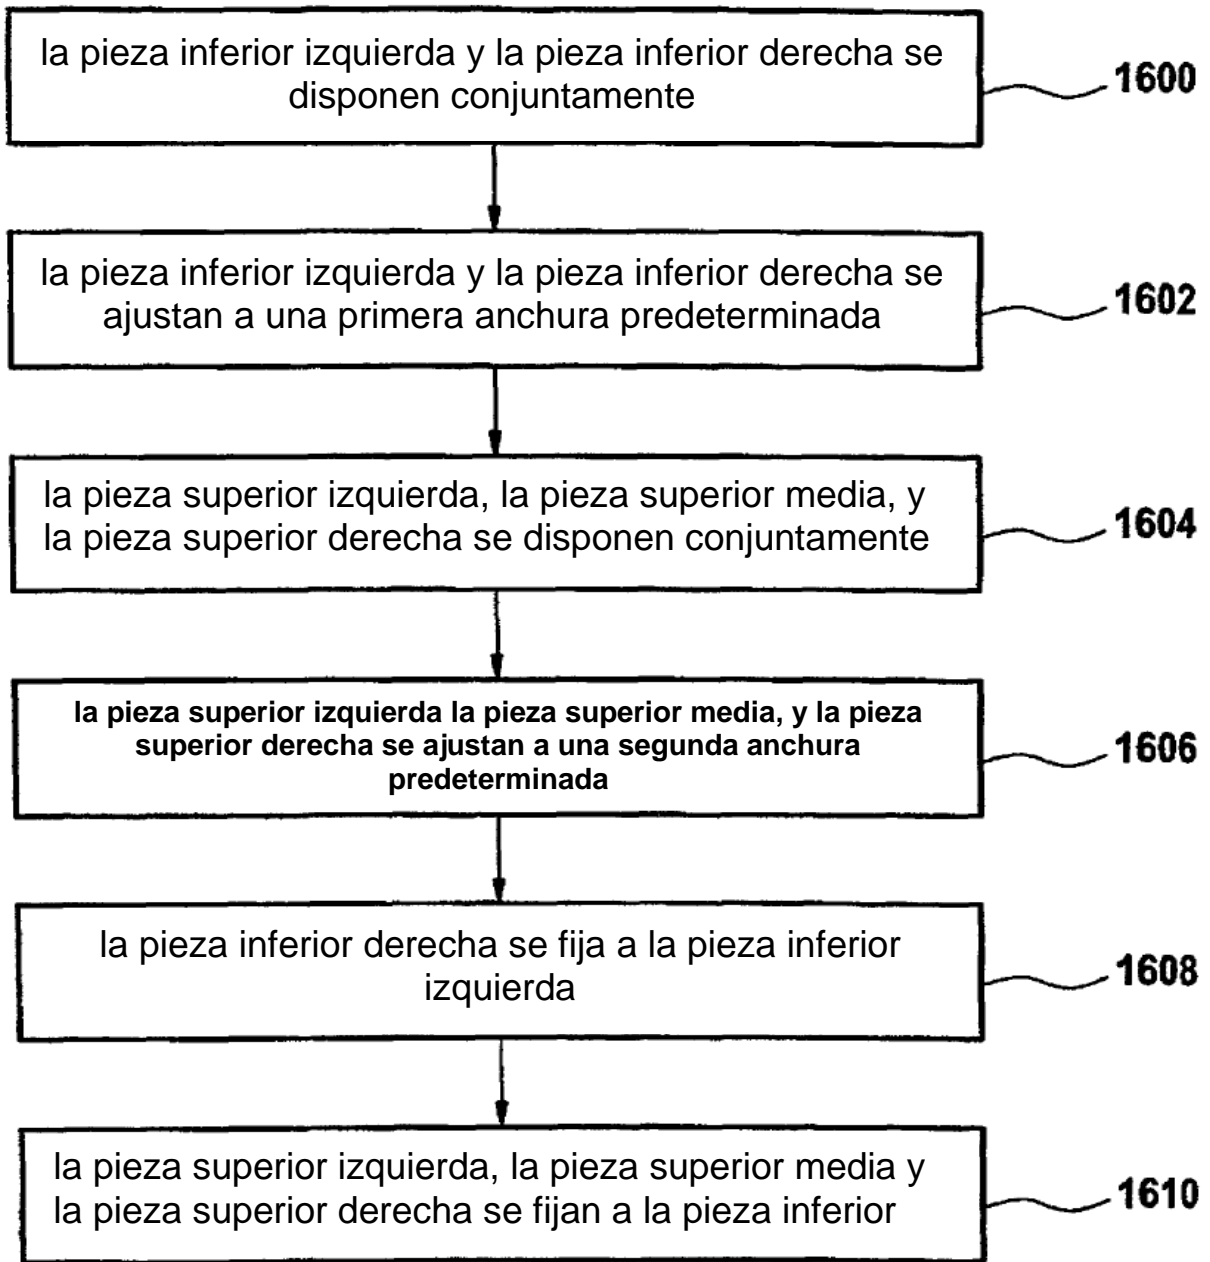 la pieza inferior izquierda y la pieza inferior derecha se
disponen conjuntamente
1600
la pieza inferior izquierda y la pieza inferior derecha se
ajustan a una primera anchura predeterminada
1602
la pieza superior izquierda, la pieza superior media, y
la pieza superior derecha se disponen conjuntamente
1604
la pieza superior izquierda la pieza superior media, y la pieza
superior derecha se ajustan a una segunda anchura
predeterminada
1606
la pieza inferior derecha se fija a la pieza inferior
izquierda
1608
la pieza superior izquierda, la pieza superior media y
la pieza superior derecha se fijan a la pieza inferior
1610